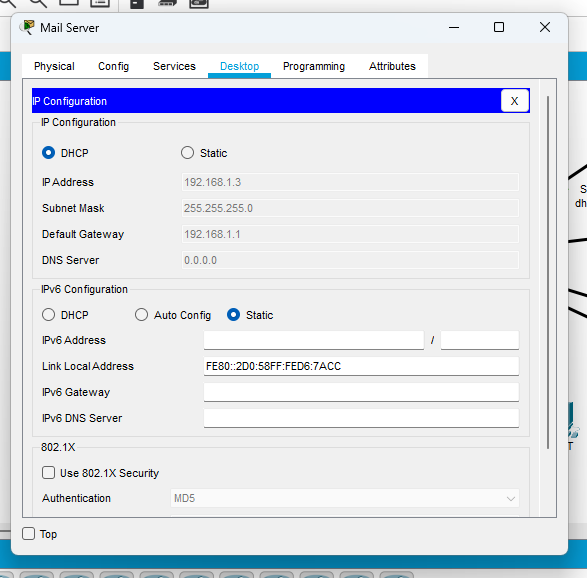 Mail Server
Physical Config Services Desktop Programming Attributes
IP Configuration X
IP Configuration
DHCP Static
IP Address 192.168.1.3
Subnet Mask 255.255.255.0
Default Gateway 192.168.1.1
DNS Server 0.0.0.0
IPv6 Configuration
DHCP Auto Config Static
IPv6 Address /
Link Local Address FE80::2D0:58FF:FED6:7ACC
IPv6 Gateway
IPv6 DNS Server
802.1X
Use 802.1X Security
Authentication MD5
Top
S
dh
T